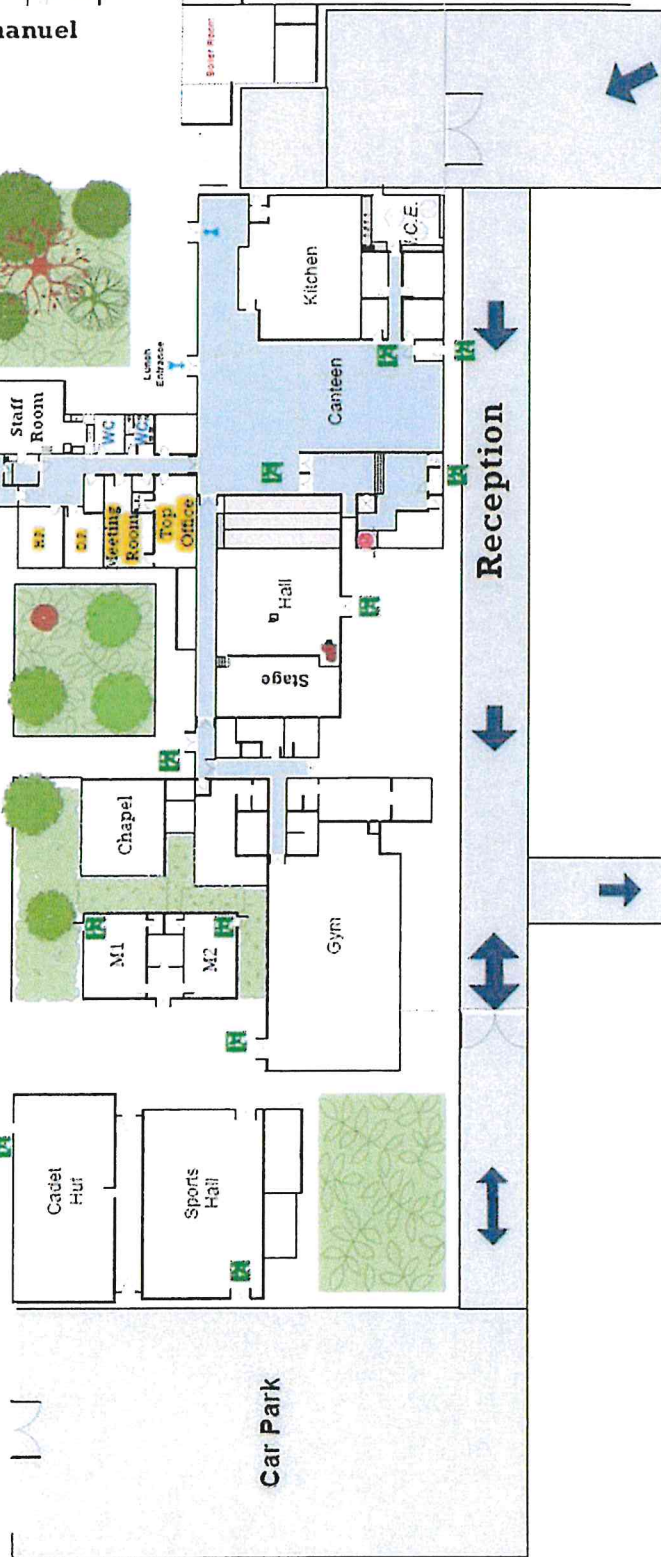 manuel
Boiler Room
I.C.E.
Kitchen
Lunch
Entrance
Canteen
Staff
Room
WC
WC
H.P.
D.P.
Meeting
Room
Top
Office
Hall
Stage
Reception
Chapel
M1
M2
Gym
Cadet
Hut
Sports
Hall
Car Park